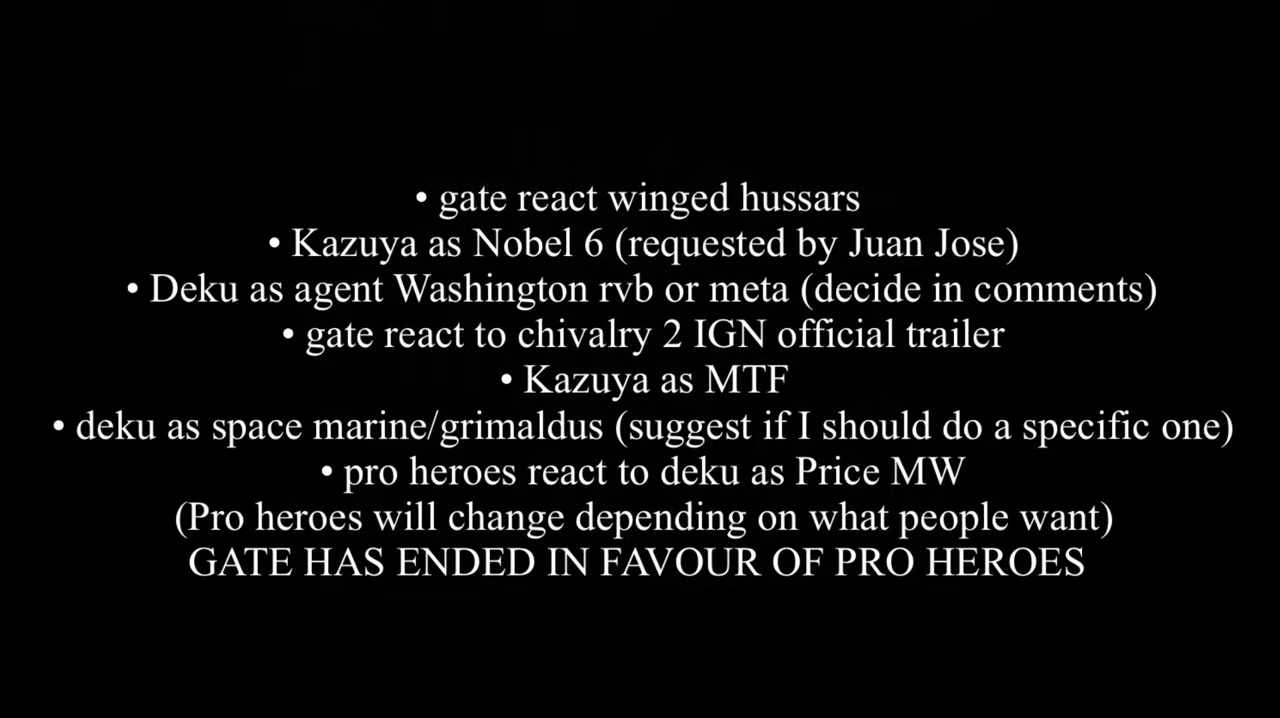 • gate react winged hussars
• Kazuya as Nobel 6 (requested by Juan Jose)
• Deku as agent Washington rvb or meta (decide in comments)
• gate react to chivalry 2 IGN official trailer
• Kazuya as MTF
• deku as space marine/grimaldus (suggest if I should do a specific one)
• pro heroes react to deku as Price MW
(Pro heroes will change depending on what people want)
GATE HAS ENDED IN FAVOUR OF PRO HEROES